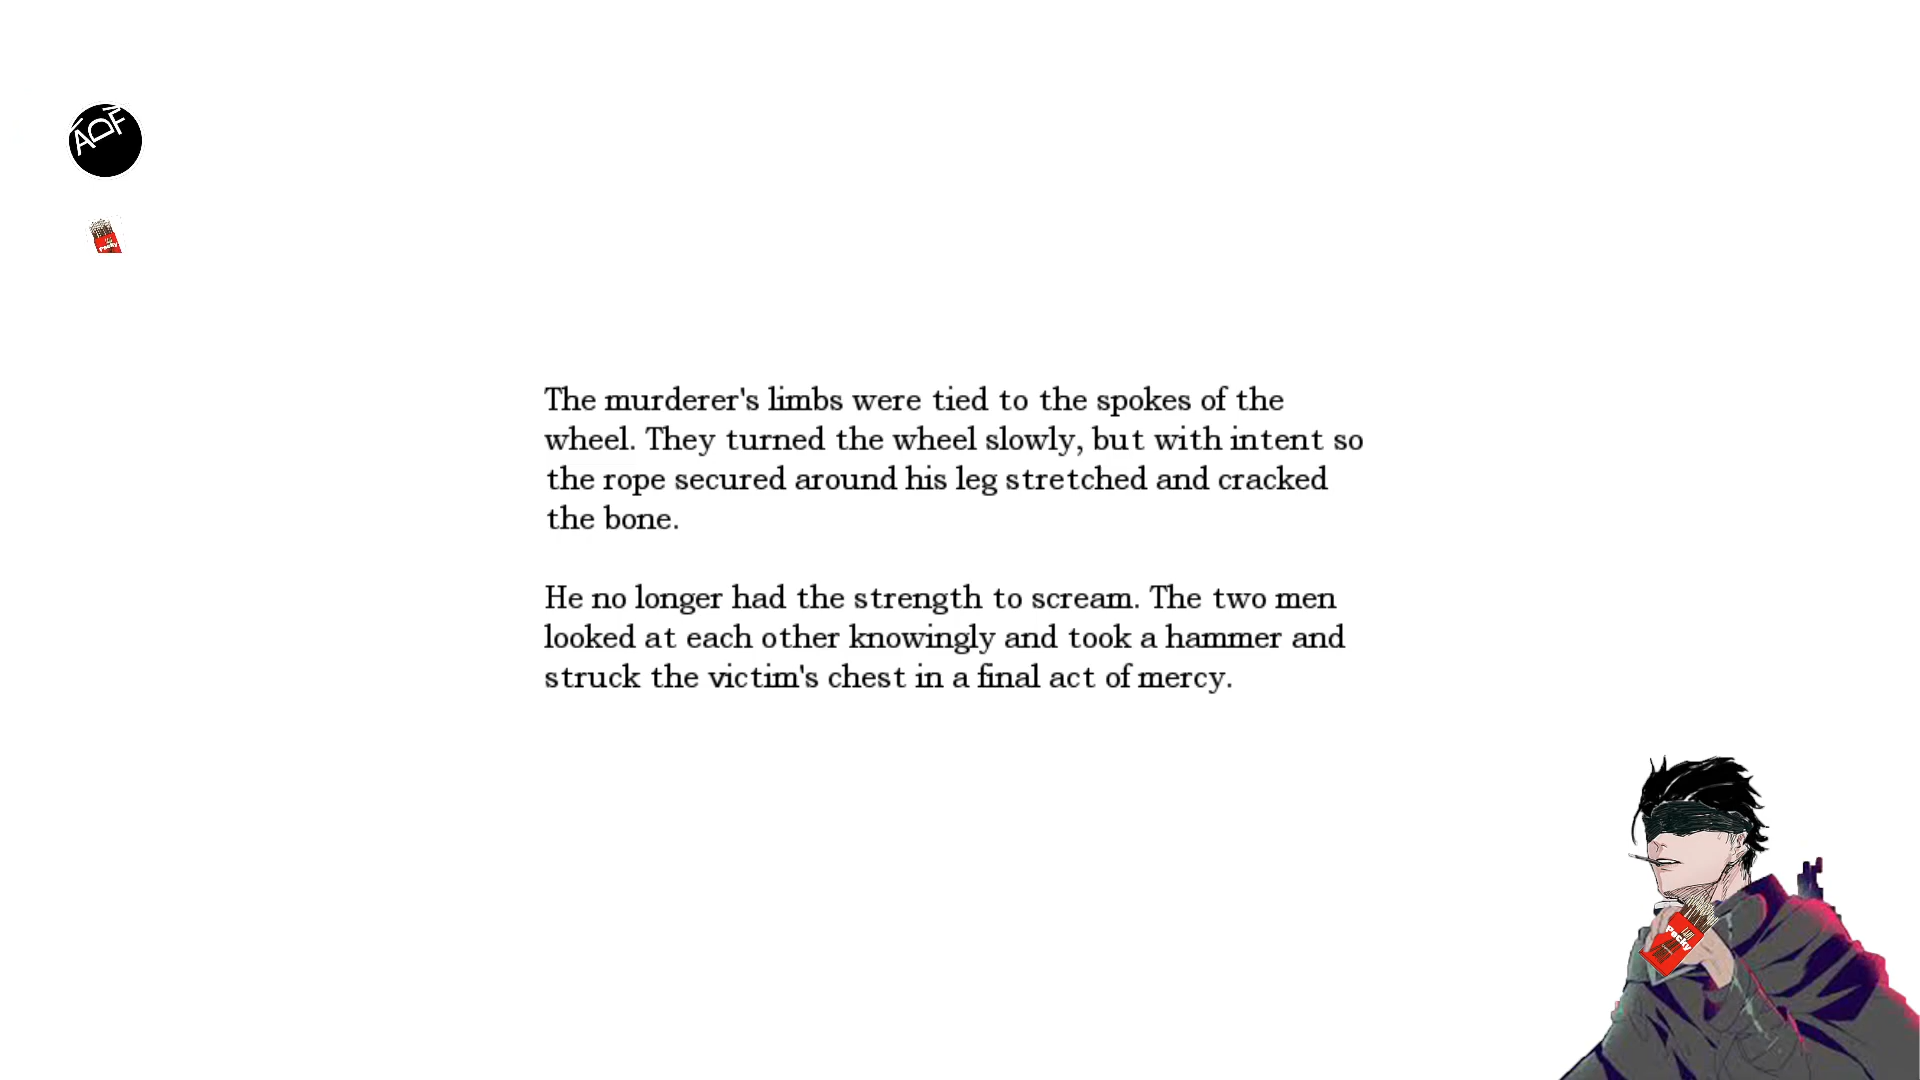 ÁDF
Pocky
The murderer's limbs were tied to the spokes of the
wheel. They turned the wheel slowly, but with intent so
the rope secured around his leg stretched and cracked
the bone.
He no longer had the strength to scream. The two men
looked at each other knowingly and took a hammer and
struck the victim's chest in a final act of mercy.
Pocky